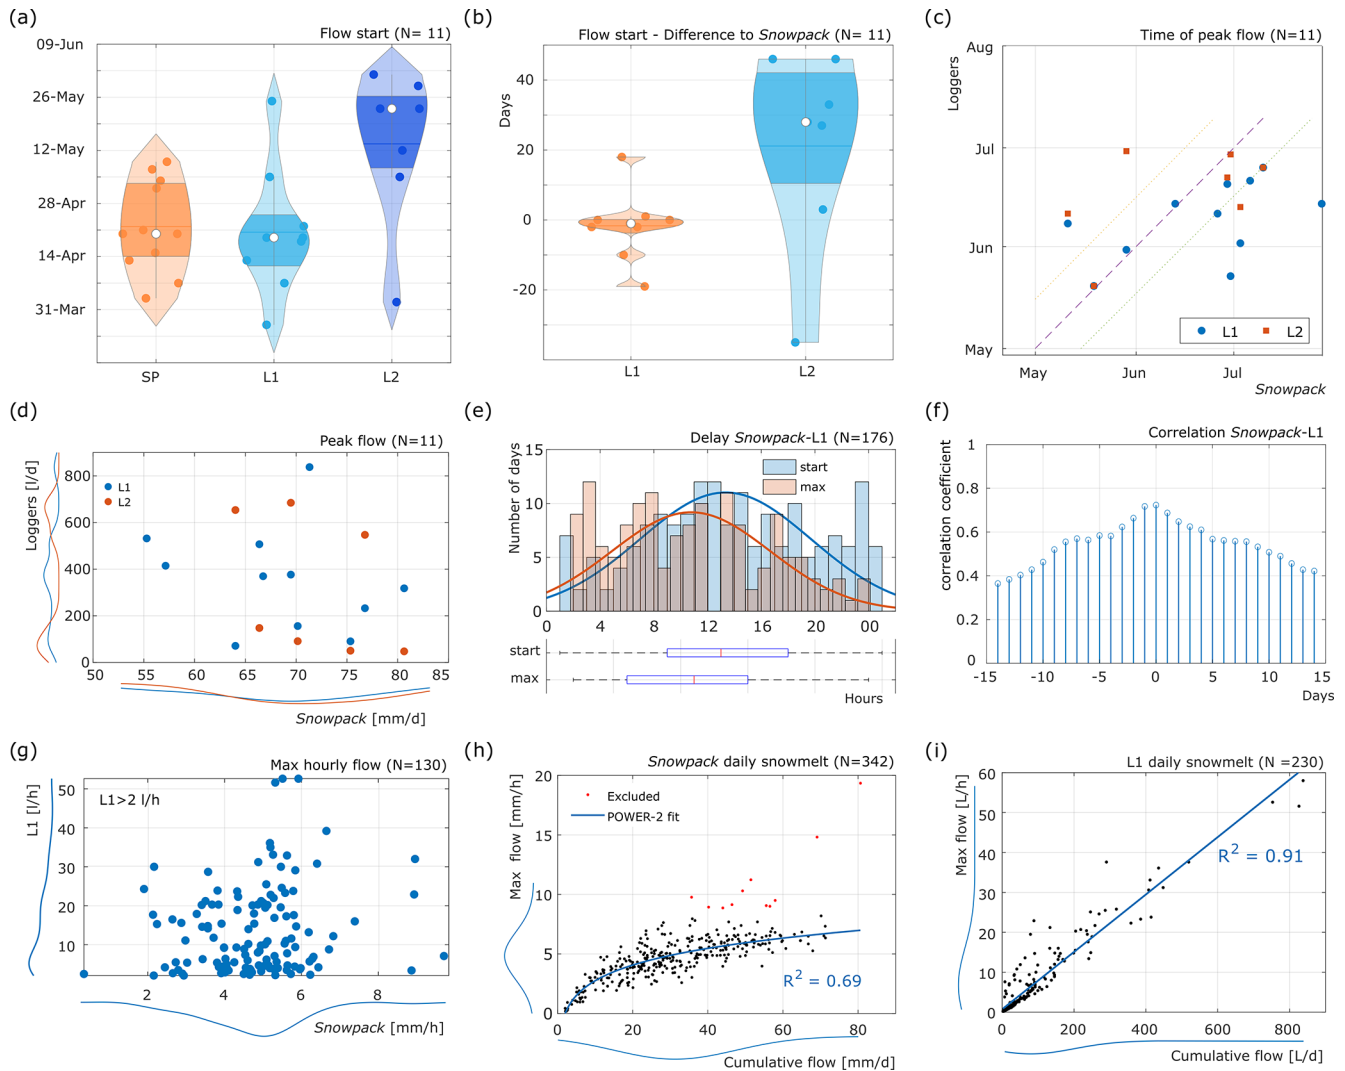 (a)
Flow start (N= 11)
09-Jun
26-May
12-May
28-Apr
14-Apr
31-Mar
SP
L1
L2
(b)
Flow start - Difference to Snowpack (N= 11)
Days
40
20
0
-20
L1
L2
(c)
Time of peak flow (N=11)
Loggers
Aug
Jul
Jun
May
L1
L2
May
Jun
Jul
Snowpack
(d)
Peak flow (N=11)
Loggers [l/d]
800
600
400
200
0
L1
L2
50
55
60
65
70
75
80
85
Snowpack [mm/d]
(e)
Delay Snowpack-L1 (N=176)
Number of days
15
10
5
0
start
max
0
4
8
12
16
20
00
start
max
Hours
(f)
Correlation Snowpack-L1
correlation coefficient
1
0.8
0.6
0.4
0.2
0
-15
-10
-5
0
5
10
15
Days
(g)
Max hourly flow (N=130)
L1 [l/h]
L1>2 l/h
50
40
30
20
10
2
4
6
8
Snowpack [mm/h]
(h)
Snowpack daily snowmelt (N=342)
Max flow [mm/h]
20
15
10
5
0
Excluded
POWER-2 fit
R² = 0.69
0
20
40
60
80
Cumulative flow [mm/d]
(i)
L1 daily snowmelt (N =230)
Max flow [L/h]
60
50
40
30
20
10
0
R² = 0.91
0
200
400
600
800
Cumulative flow [L/d]